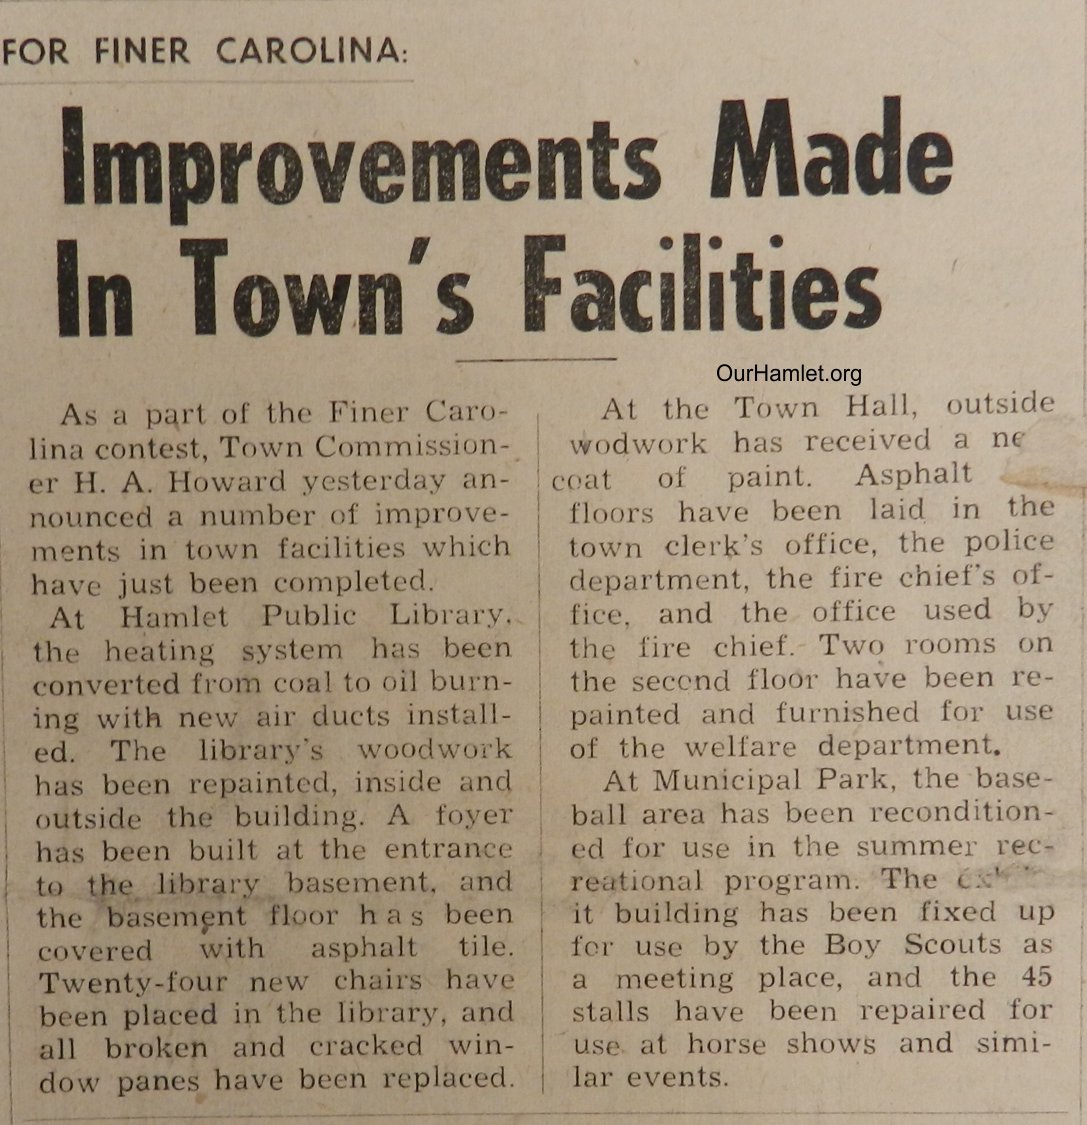 FOR FINER CAROLINA:
Improvements Made
In Town's Facilities
OurHamlet.org
As a part of the Finer Caro-
lina contest, Town Commission-
er H. A. Howard yesterday an-
nounced a number of improve-
ments in town facilities which
have just been completed.
At Hamlet Public Library,
the heating system has been
converted from coal to oil burn-
ing with new air ducts install-
ed. The library's woodwork
has been repainted, inside and
outside the building. A foyer
has been built at the entrance
to the library basement, and
the basement floor has been
covered with asphalt tile.
Twenty-four new chairs have
been placed in the library, and
all broken and cracked win-
dow panes have been replaced.
At the Town Hall, outside
wodwork has received a
coat of paint. Asphalt
floors have been laid in the
town clerk's office, the police
department, the fire chief's of-
fice, and the office used by
the fire chief. Two rooms on
the second floor have been re-
painted and furnished for use
of the welfare department.
At Municipal Park, the base-
ball area has been recondition-
ed for use in the summer rec-
reational program. The
it building has been fixed up
for use by the Boy Scouts as
a meeting place, and the 45
stalls have been repaired for
use at horse shows and simi-
lar events.